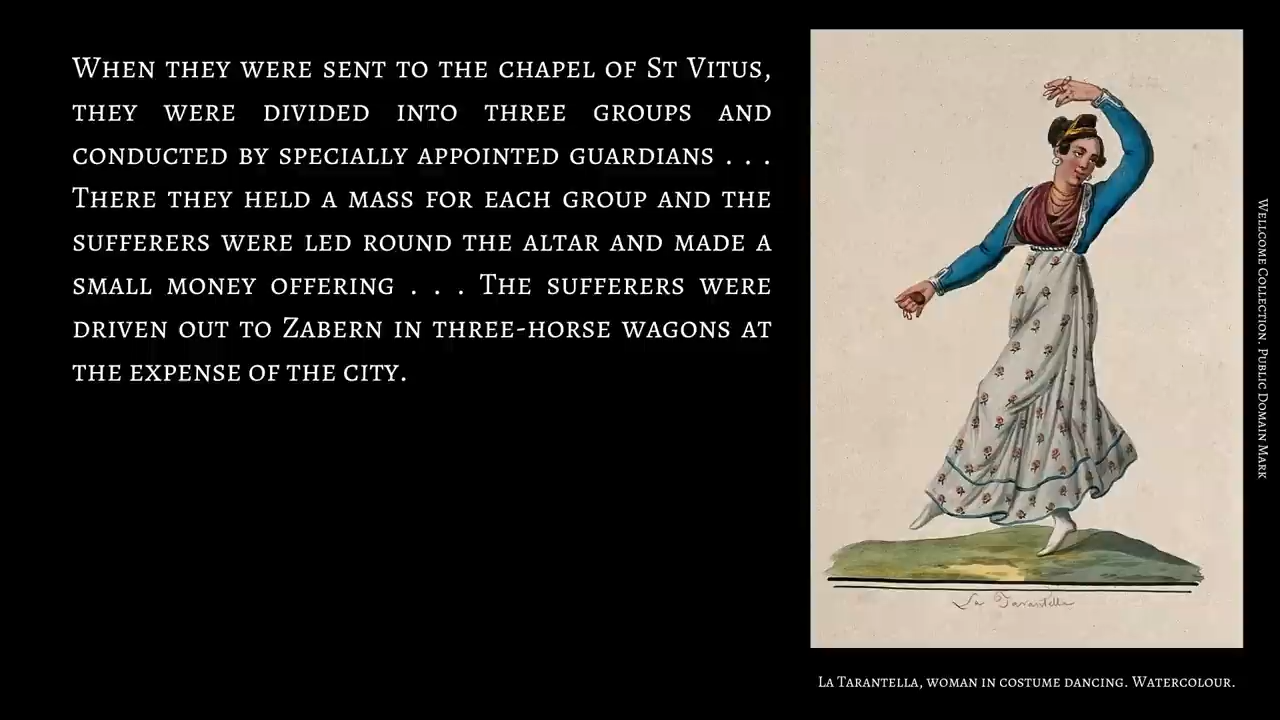 When they were sent to the chapel of St Vitus,
they were divided into three groups and
conducted by specially appointed guardians . . .
There they held a mass for each group and the
sufferers were led round the altar and made a
small money offering . . . The sufferers were
driven out to Zabern in three-horse wagons at
the expense of the city.
La Tarantella
La Tarantella, woman in costume dancing. Watercolour.
Wellcome Collection. Public Domain Mark